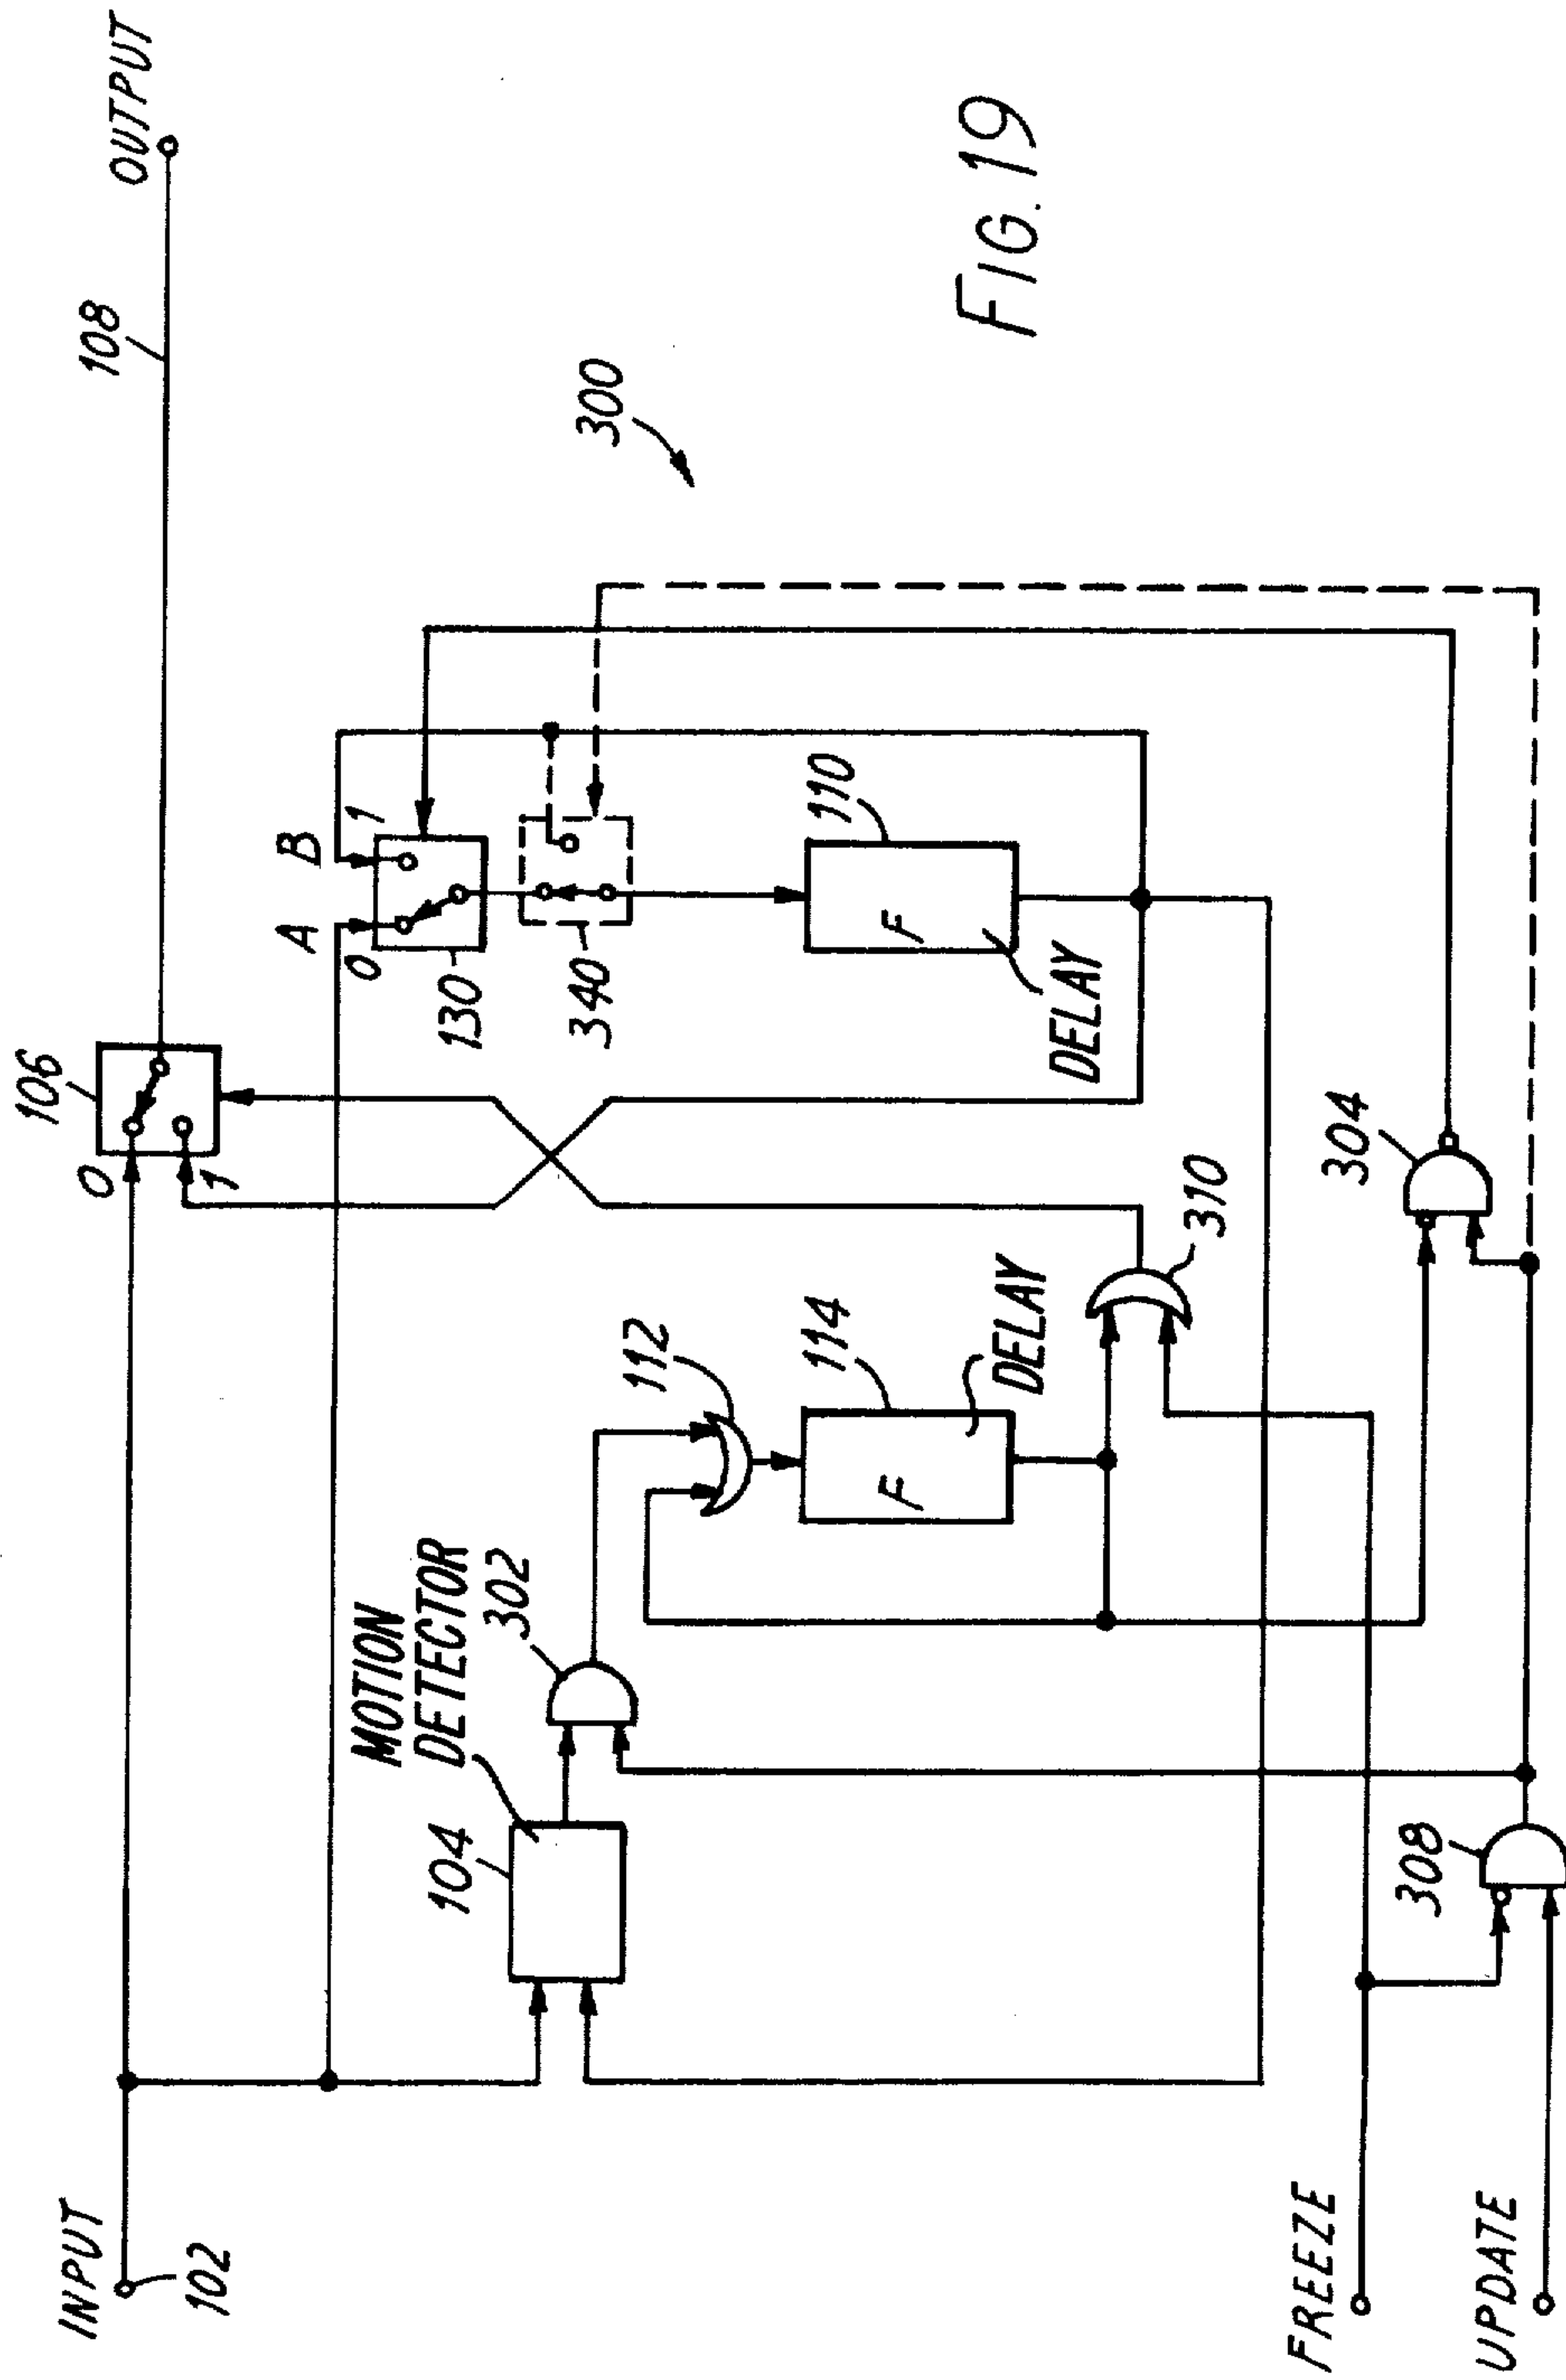 INPUT
102
106
0
1
108
OUTPUT
A
B
0
1
130
340
300
MOTION
DETECTOR
104
302
112
114
F
DELAY
110
F
DELAY
310
304
FREEZE
UPDATE
308
FIG. 19